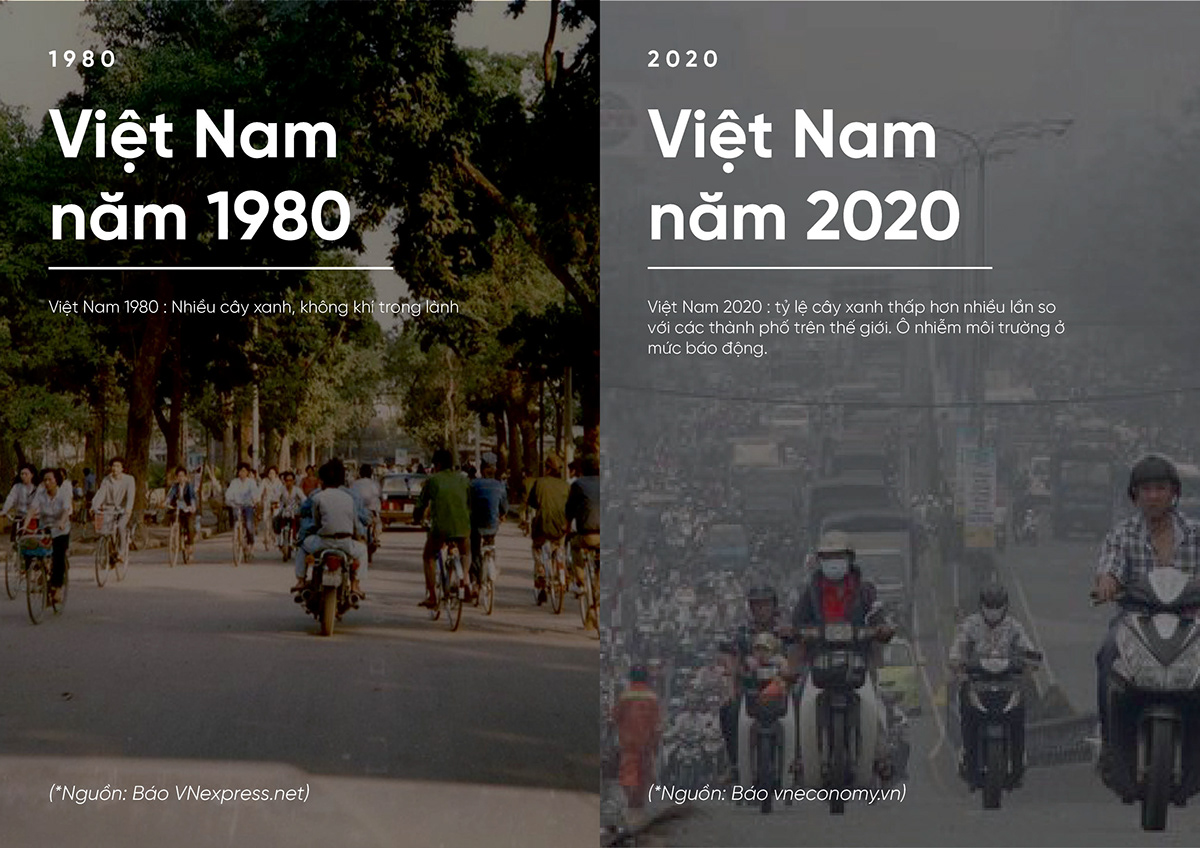 1980
Việt Nam
năm 1980
Việt Nam 1980 : Nhiều cây xanh, không khí trọng lành
(*Nguồn: Báo VNexpress.net)
2020
Việt Nam
năm 2020
Việt Nam 2020 : tỷ lệ cây xanh thấp hơn nhiều lần so
với các thành phố trên thế giới. Ô nhiễm môi trường ở
mức báo động.
(*Nguồn: Báo vneconomy.vn)